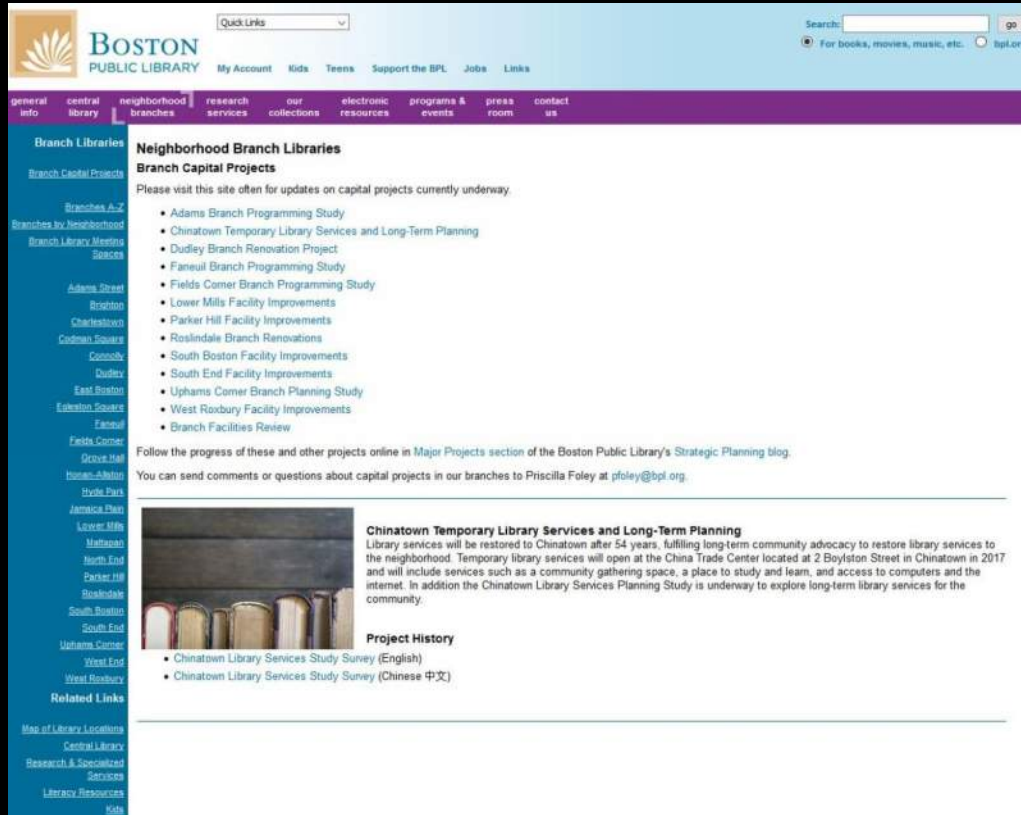 Quick Links
Search:
go
BOSTON
PUBLIC LIBRARY
My Account Kids Teens Support the BPL Jobs Links
For books, movies, music, etc.
general info
central library
neighborhood branches
research services
our collections
electronic resources
programs & events
press room
contact us
Branch Libraries
Branch Capital Projects
Branches A-Z
Branches by Neighborhood
Branch Library Meeting
Spaces
Adams Street
Brighton
Charlestown
Codman Square
Connolly
Dudley
East Boston
Egleston Square
Faneuil
Fields Corner
Grove Hall
Honan-Allston
Hyde Park
Jamaica Plain
Lower Mills
Mattapan
North End
Parker Hill
Roslindale
South Boston
South End
Uphams Corner
West End
West Roxbury
Related Links
Map of Library Locations
Central Library
Research & Specialized
Services
Literacy Resources
Kids
Neighborhood Branch Libraries
Branch Capital Projects
Please visit this site often for updates on capital projects currently underway.
• Adams Branch Programming Study
• Chinatown Temporary Library Services and Long-Term Planning
• Dudley Branch Renovation Project
• Faneuil Branch Programming Study
• Fields Corner Branch Programming Study
• Lower Mills Facility Improvements
• Parker Hill Facility Improvements
• Roslindale Branch Renovations
• South Boston Facility Improvements
• South End Facility Improvements
• Uphams Corner Branch Planning Study
• West Roxbury Facility Improvements
• Branch Facilities Review
Follow the progress of these and other projects online in Major Projects section of the Boston Public Library's Strategic Planning blog.
You can send comments or questions about capital projects in our branches to Priscilla Foley at pfoley@bpl.org.
Chinatown Temporary Library Services and Long-Term Planning
Library services will be restored to Chinatown after 54 years, fulfilling long-term community advocacy to restore library services to
the neighborhood. Temporary library services will open at the China Trade Center located at 2 Boylston Street in Chinatown in 2017
and will include services such as a community gathering space, a place to study and learn, and access to computers and the
internet. In addition the Chinatown Library Services Planning Study is underway to explore long-term library services for the
community.
Project History
• Chinatown Library Services Study Survey (English)
• Chinatown Library Services Study Survey (Chinese 中文)